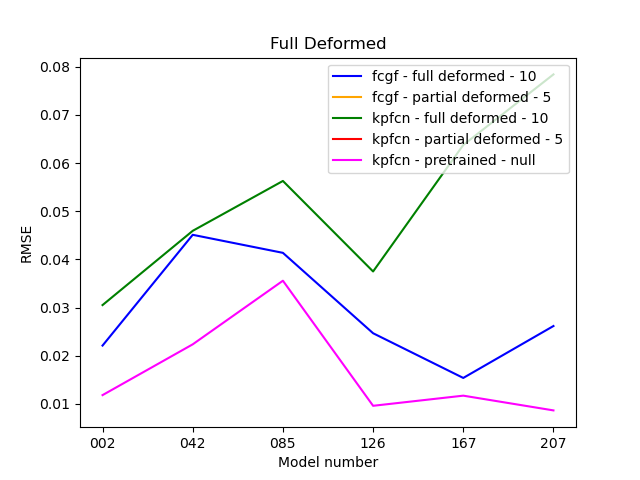 Full Deformed
fcgf - full deformed - 10
fcgf - partial deformed - 5
kpfcn - full deformed - 10
kpfcn - partial deformed - 5
kpfcn - pretrained - null
0.08
0.07
0.06
0.05
0.04
0.03
0.02
0.01
RMSE
002 042 085 126 167 207
Model number